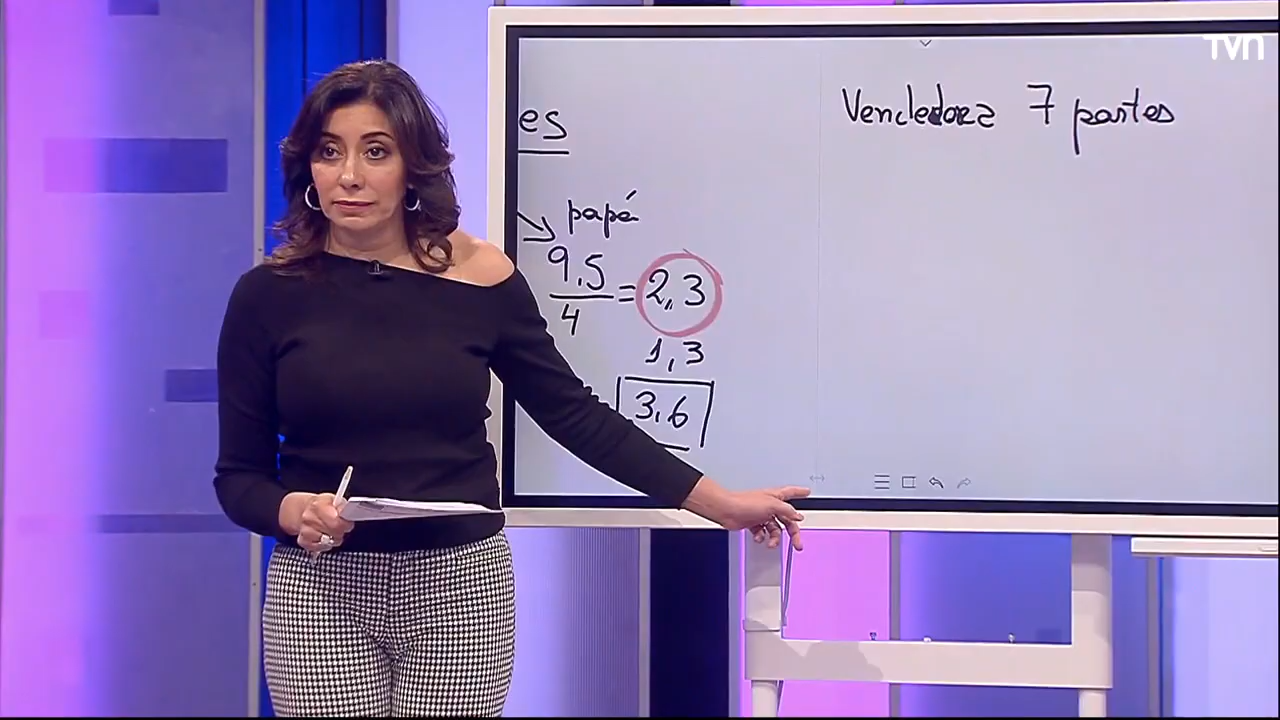 tvn
Vendedora 7 partes
es
papá
9,5
4
= 2,3
1,3
3,6